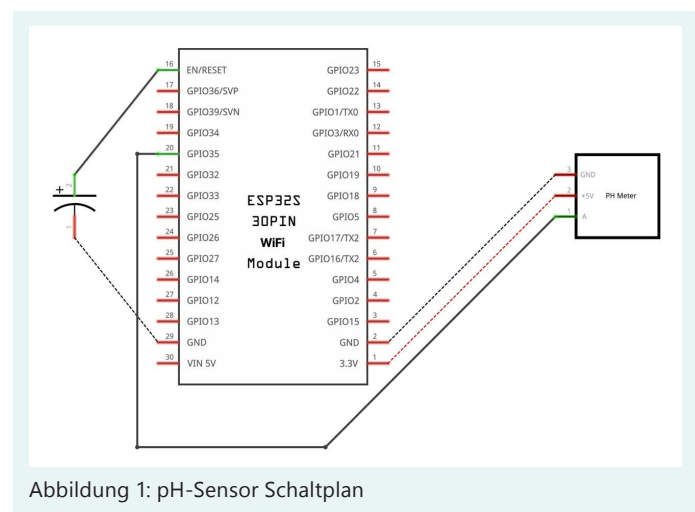 16 EN/RESET GPIO23 15
17 GPIO36/SVP GPIO22 14
18 GPIO39/SVN GPIO1/TX0 13
19 GPIO34 GPIO3/RX0 12
20 GPIO35 GPIO21 11
21 GPIO32 GPIO19 10
22 GPIO33 GPIO18 9
23 GPIO25 GPIO5 8
24 GPIO26 GPIO17/TX2 7
25 GPIO27 GPIO16/TX2 6
26 GPIO14 GPIO4 5
27 GPIO12 GPIO2 4
28 GPIO13 GPIO15 3
29 GND GND 2
30 VIN 5V 3.3V 1
ESP32S
30PIN
WiFi
Module
+ 2
1
3 GND
2 +5V
1 A
PH Meter
Abbildung 1: pH-Sensor Schaltplan